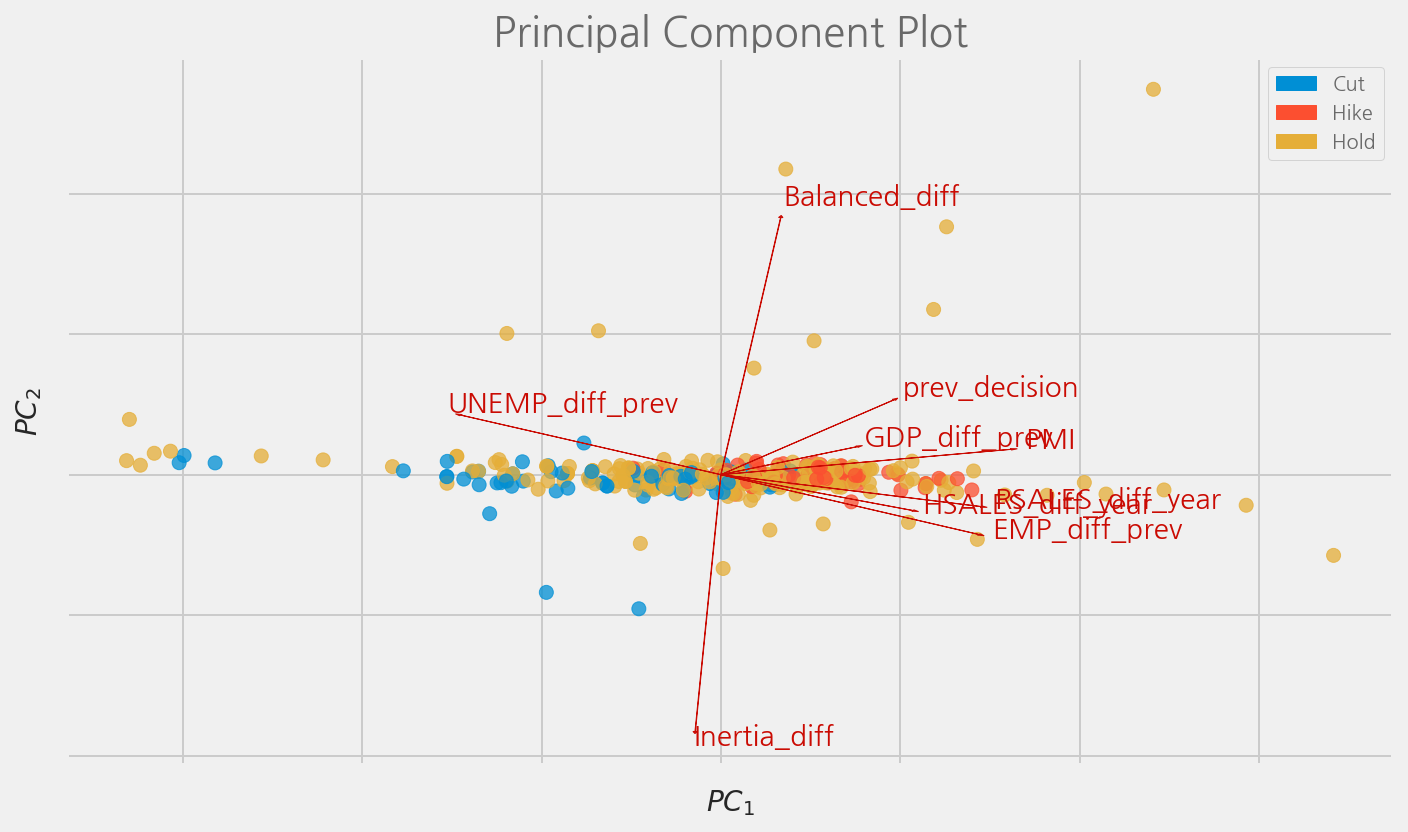 Principal Component Plot
Cut
Hike
Hold
Balanced_diff
prev_decision
UNEMP_diff_prev
GDP_diff_prev
PMI
RSALES_diff_year
HSALES_diff_year
EMP_diff_prev
Inertia_diff
PC2
PC1